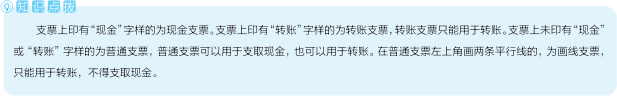 知识点拨
支票上印有“现金”字样的为现金支票。支票上印有“转账”字样的为转账支票，转账支票只能用于转账。支票上未印有“现金”
或“转账”字样的为普通支票，普通支票可以用于支取现金，也可以用于转账。在普通支票左上角画两条平行线的，为画线支票，
只能用于转账，不得支取现金。